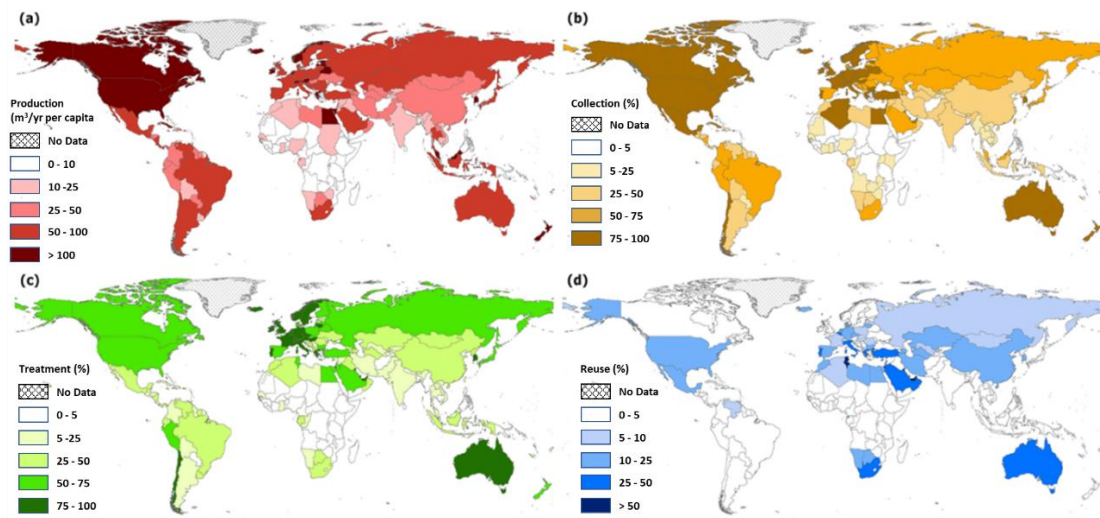 (a)
Production
(m³/yr per capita
No Data
0 - 10
10 -25
25 - 50
50 - 100
> 100
(b)
Collection (%)
No Data
0 - 5
5 -25
25 - 50
50 - 75
75 - 100
(c)
Treatment (%)
No Data
0 - 5
5 -25
25 - 50
50 - 75
75 - 100
(d)
Reuse (%)
No Data
0 - 5
5 - 10
10 - 25
25 - 50
> 50